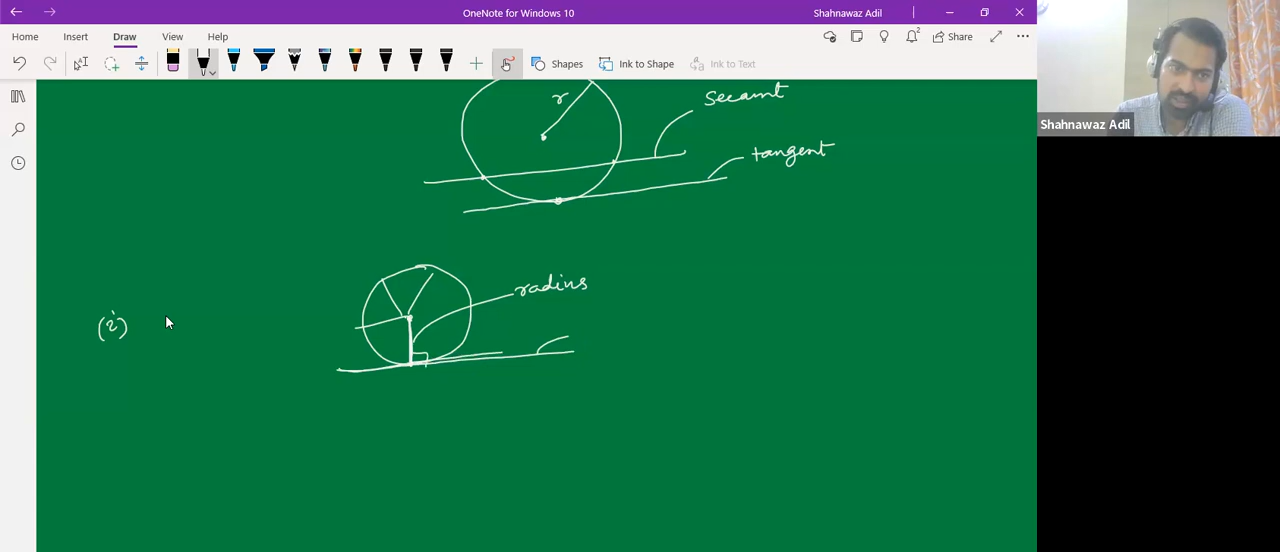 OneNote for Windows 10
Shahnawaz Adil
Home Insert Draw View Help
Share
Shapes
Ink to Shape
Ink to Text
r
Secant
tangent
radius
(i)
Shahnawaz Adil